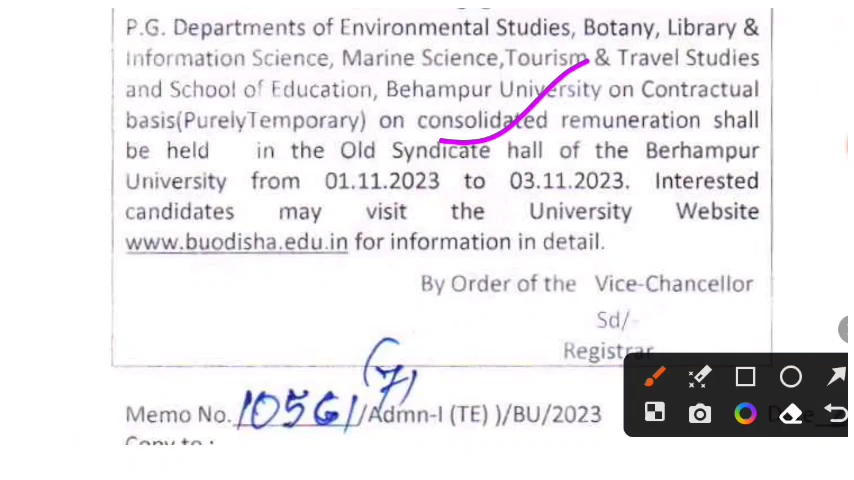 P.G. Departments of Environmental Studies, Botany, Library &
Information Science, Marine Science,Tourism & Travel Studies
and School of Education, Behampur University on Contractual
basis(PurelyTemporary) on consolidated remuneration shall
be held in the Old Syndicate hall of the Berhampur
University from 01.11.2023 to 03.11.2023. Interested
candidates may visit the University Website
www.buodisha.edu.in for information in detail.
By Order of the Vice-Chancellor
Sd/-
Registrar
(7)
Memo No. 10561/Admn-I (TE) )/BU/2023
Copy to :